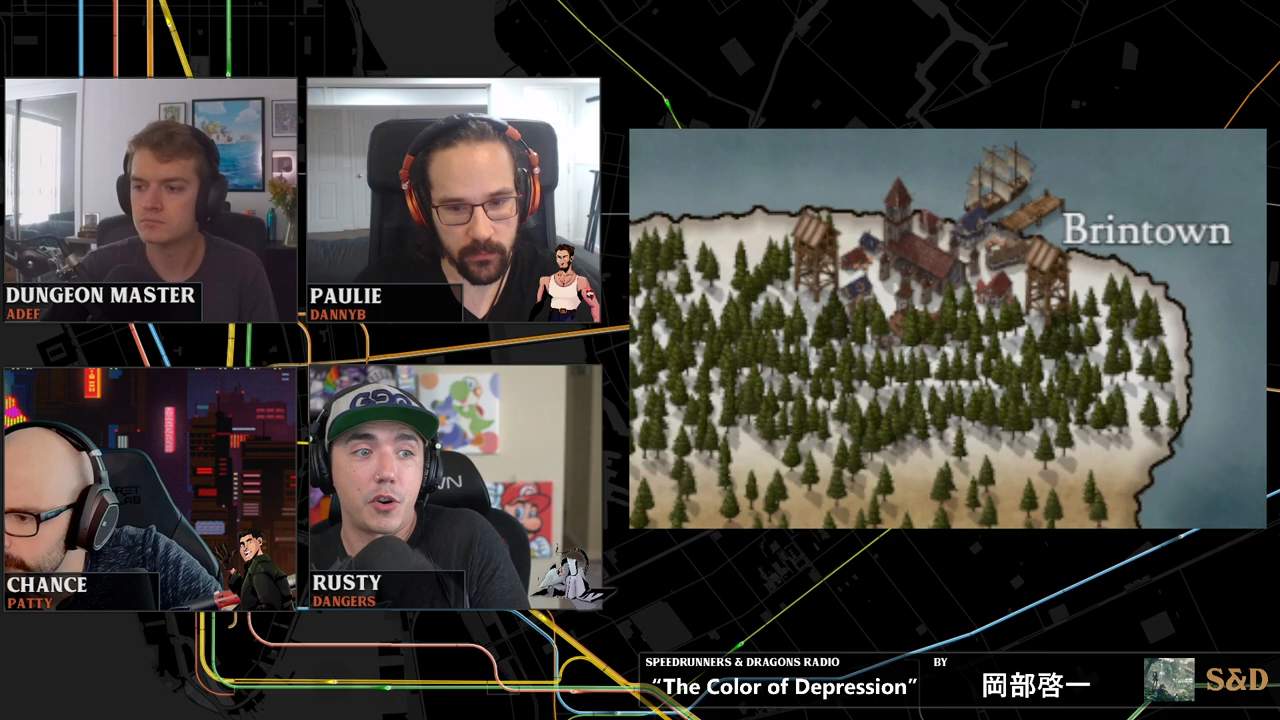 DUNGEON MASTER
ADEF
PAULIE
DANNYB
CHANCE
PATTY
RUSTY
DANGERS
Brintown
SPEEDRUNNERS & DRAGONS RADIO
BY
“The Color of Depression”
岡部啓一
S&D